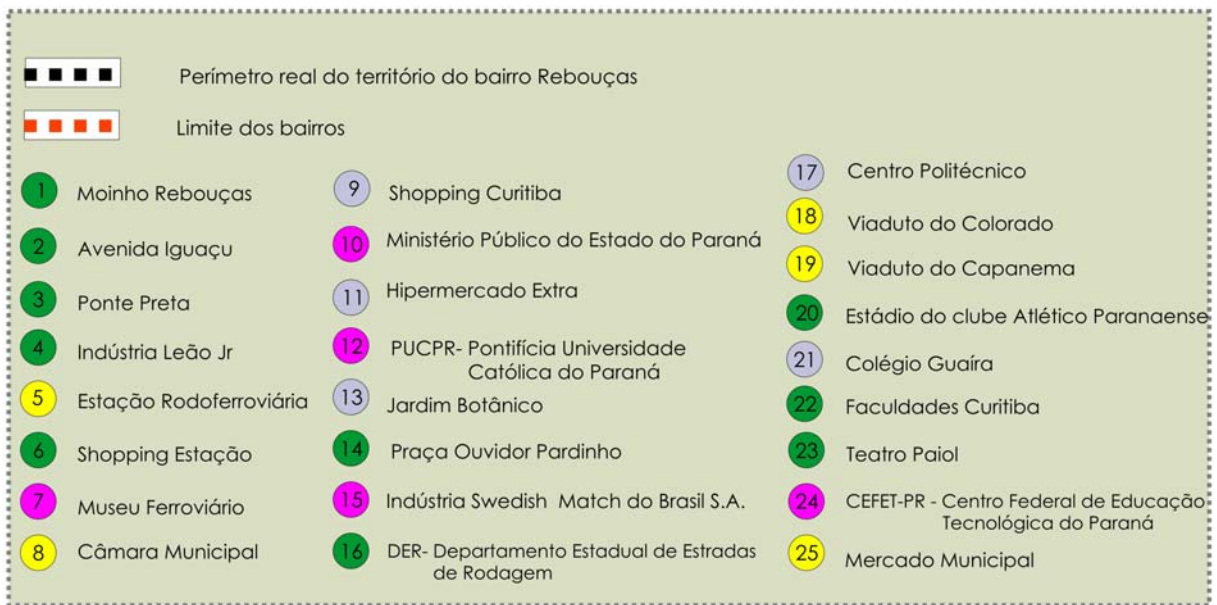 Perímetro real do território do bairro Rebouças
Limite dos bairros
1 Moinho Rebouças
2 Avenida Iguaçu
3 Ponte Preta
4 Indústria Leão Jr
5 Estação Rodoferroviária
6 Shopping Estação
7 Museu Ferroviário
8 Câmara Municipal
9 Shopping Curitiba
10 Ministério Público do Estado do Paraná
11 Hipermercado Extra
12 PUCPR- Pontifícia Universidade
Católica do Paraná
13 Jardim Botânico
14 Praça Ouvidor Pardinho
15 Indústria Swedish Match do Brasil S.A.
16 DER- Departamento Estadual de Estradas
de Rodagem
17 Centro Politécnico
18 Viaduto do Colorado
19 Viaduto do Capanema
20 Estádio do clube Atlético Paranaense
21 Colégio Guaíra
22 Faculdades Curitiba
23 Teatro Paiol
24 CEFET-PR - Centro Federal de Educação
Tecnológica do Paraná
25 Mercado Municipal